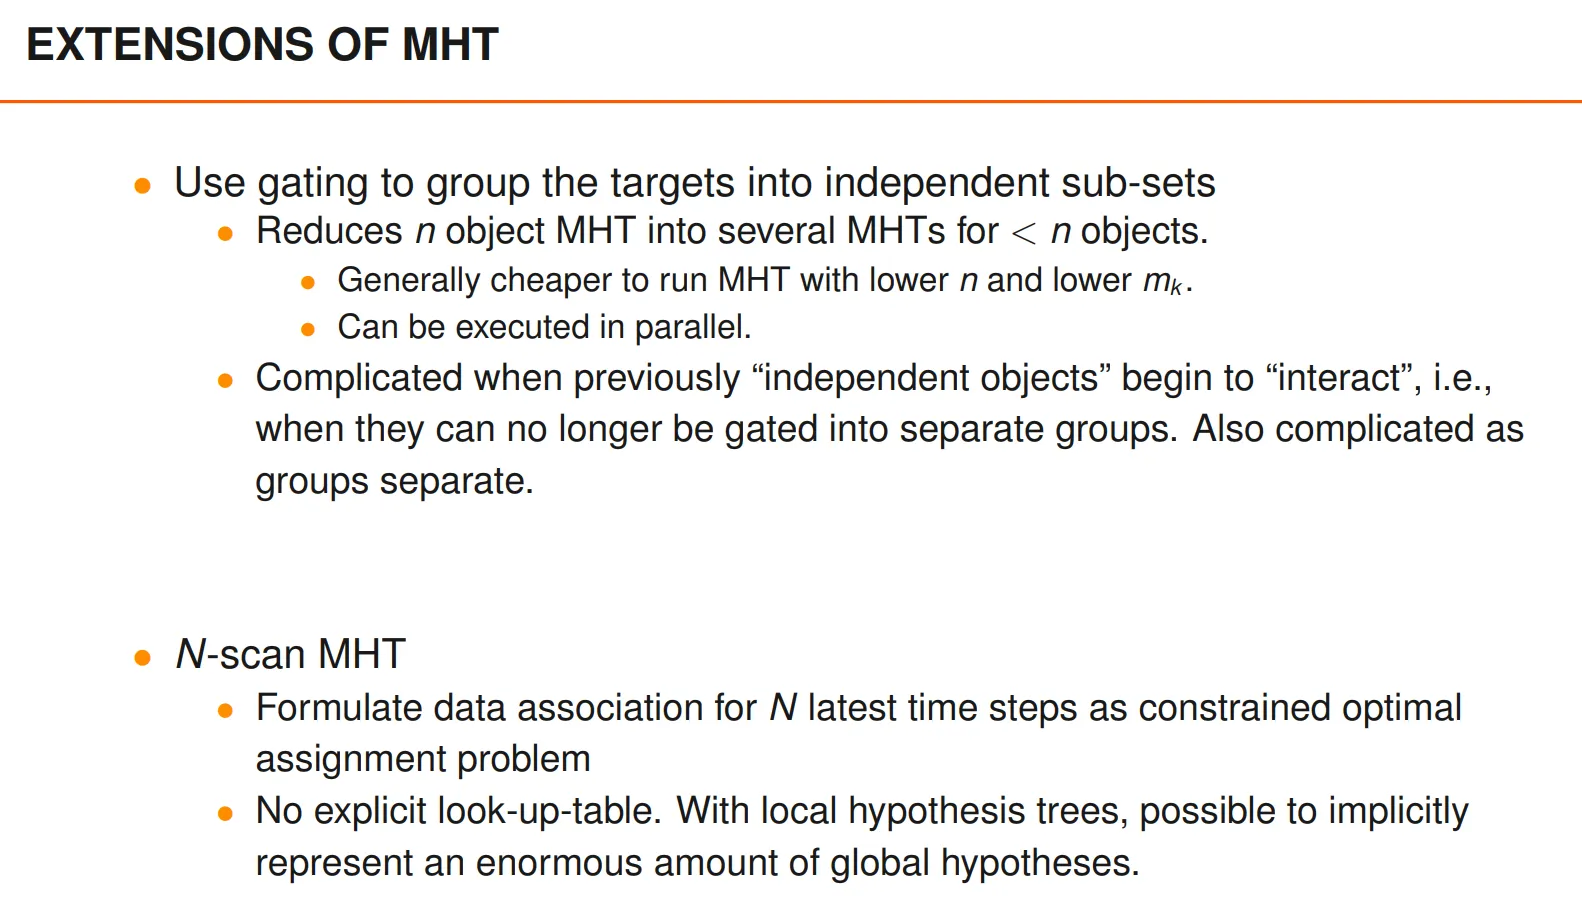 EXTENSIONS OF MHT
• Use gating to group the targets into independent sub-sets
• Reduces n object MHT into several MHTs for < n objects.
• Generally cheaper to run MHT with lower n and lower mₖ.
• Can be executed in parallel.
• Complicated when previously “independent objects” begin to “interact”, i.e.,
when they can no longer be gated into separate groups. Also complicated as
groups separate.
• N-scan MHT
• Formulate data association for N latest time steps as constrained optimal
assignment problem
• No explicit look-up-table. With local hypothesis trees, possible to implicitly
represent an enormous amount of global hypotheses.